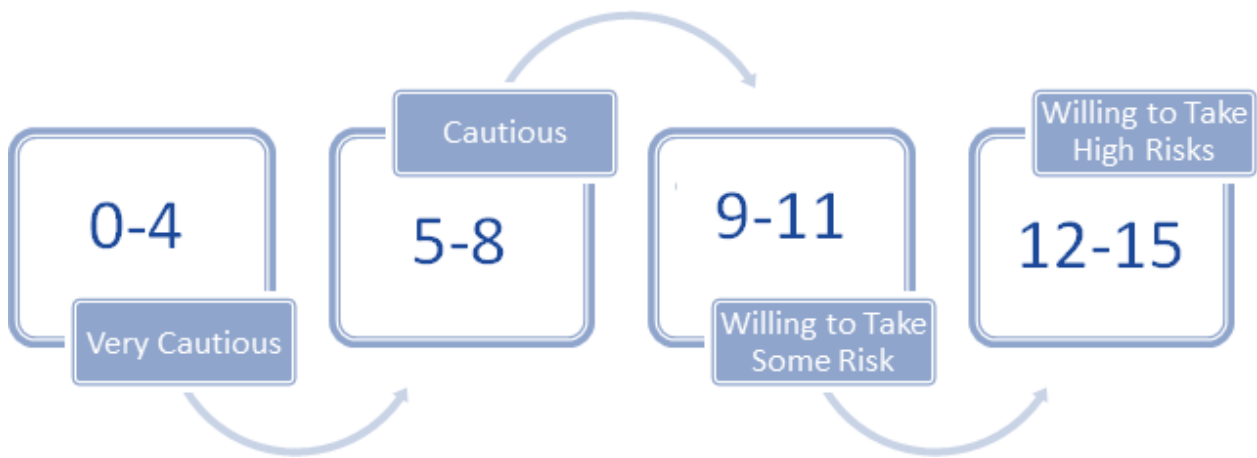 0-4
Very Cautious
Cautious
5-8
9-11
Willing to Take
Some Risk
Willing to Take
High Risks
12-15